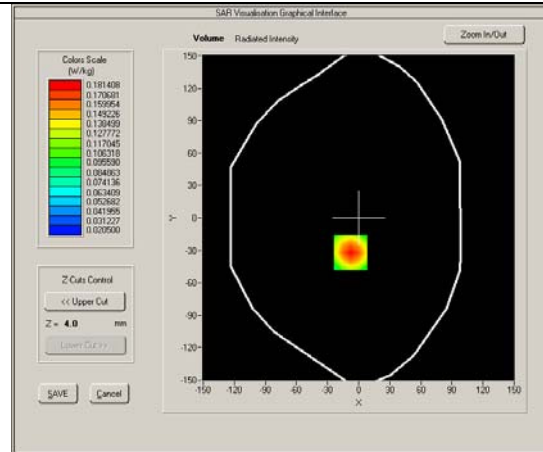 SAR Visualisation Graphical Interface
Volume Radiated Intensity
Zoom In/Out
Colors Scale
(W/kg)
0.181408
0.170681
0.159954
0.149226
0.138499
0.127772
0.117045
0.106318
0.095590
0.084863
0.074136
0.063409
0.052682
0.041955
0.031227
0.020500
Z Cuts Control
<< Upper Cut
Z = 4.0 mm
Lower Cut >>
SAVE
Cancel
150
120
90
60
30
0
-30
-60
-90
-120
-150
Y
-150 -120 -90 -60 -30 0 30 60 90 120 150
X